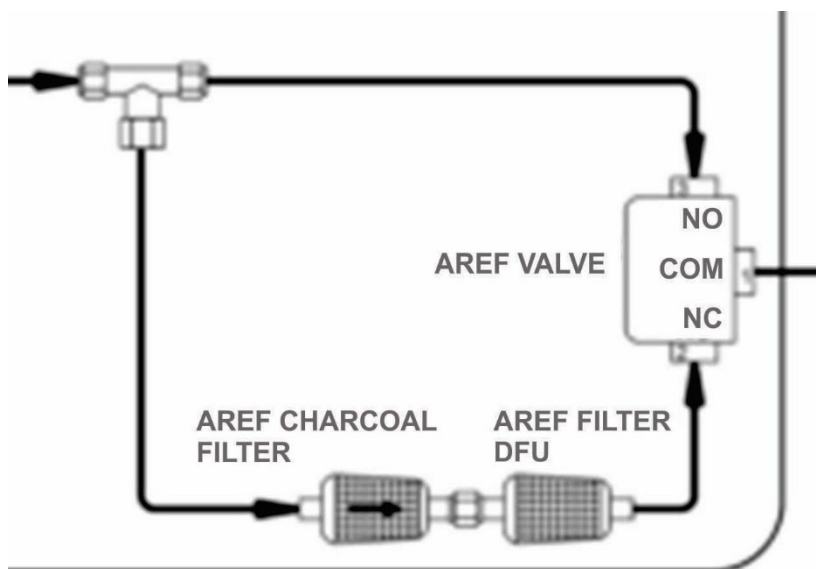 NO
AREF VALVE
COM
NC
AREF CHARCOAL
FILTER
AREF FILTER
DFU